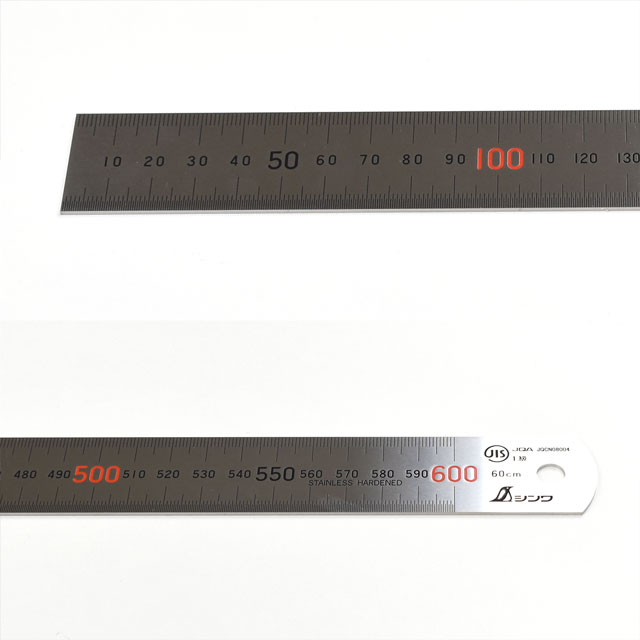 10 20 30 40 50 60 70 80 90 100 110 120 130
480 490 500 510 520 530 540 550 560 570 580 590 600
STAINLESS HARDENED
JIS JQA JQCN08004
1級
60cm
シンワ